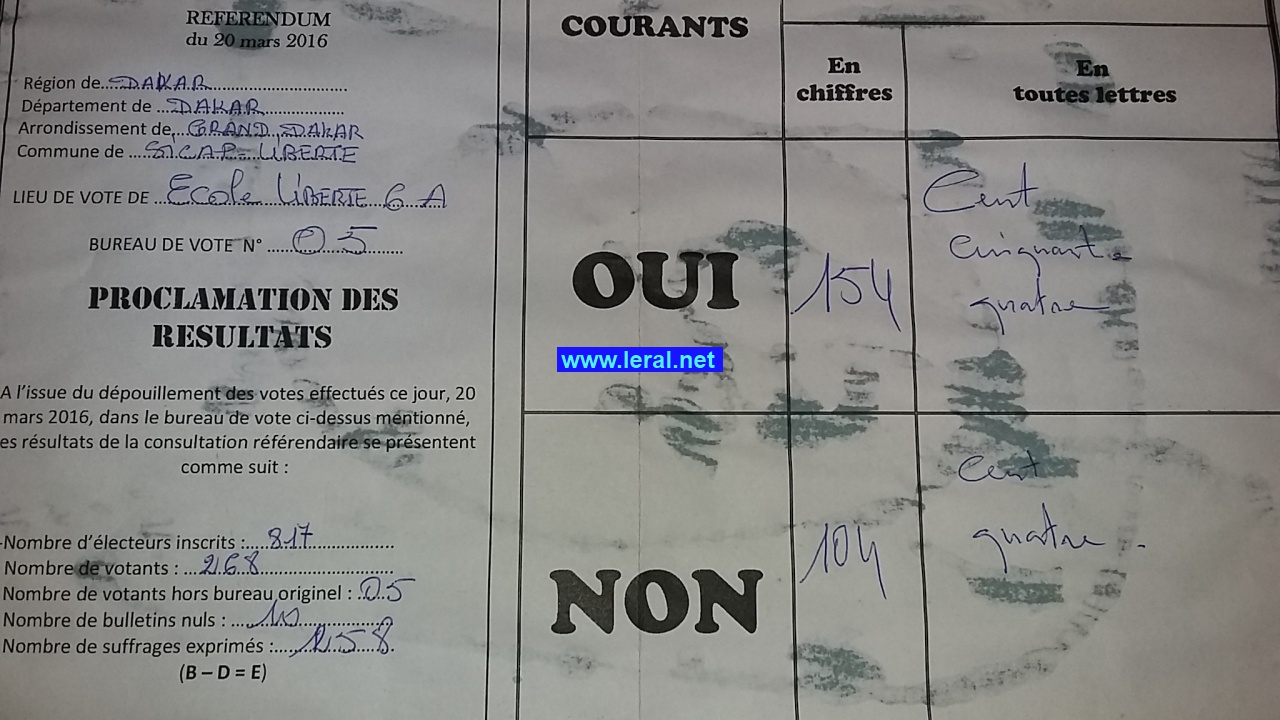 REFERENDUM
du 20 mars 2016
Région de....DAKAR..............................
Département de ...DAKAR..................
Arrondissement de...GRAND DAKAR
Commune de ....SICAP LIBERTE
LIEU DE VOTE DE ...Ecole LIBERTE 6 A
BUREAU DE VOTE N° .....05.......
PROCLAMATION DES
RESULTATS
A l'issue du dépouillement des votes effectués ce jour, 20
mars 2016, dans le bureau de vote ci-dessus mentionné,
es résultats de la consultation référendaire se présentent
comme suit :
-Nombre d'électeurs inscrits :....817..................
Nombre de votants : ...268..........................
Nombre de votants hors bureau originel : ..05
Nombre de bulletins nuls : ....10..................
Nombre de suffrages exprimés :......258.
(B – D = E)
COURANTS
En
chiffres
En
toutes lettres
OUI
154
Cent
Cinquante
quatre
www.leral.net
NON
104
Cent
quatre